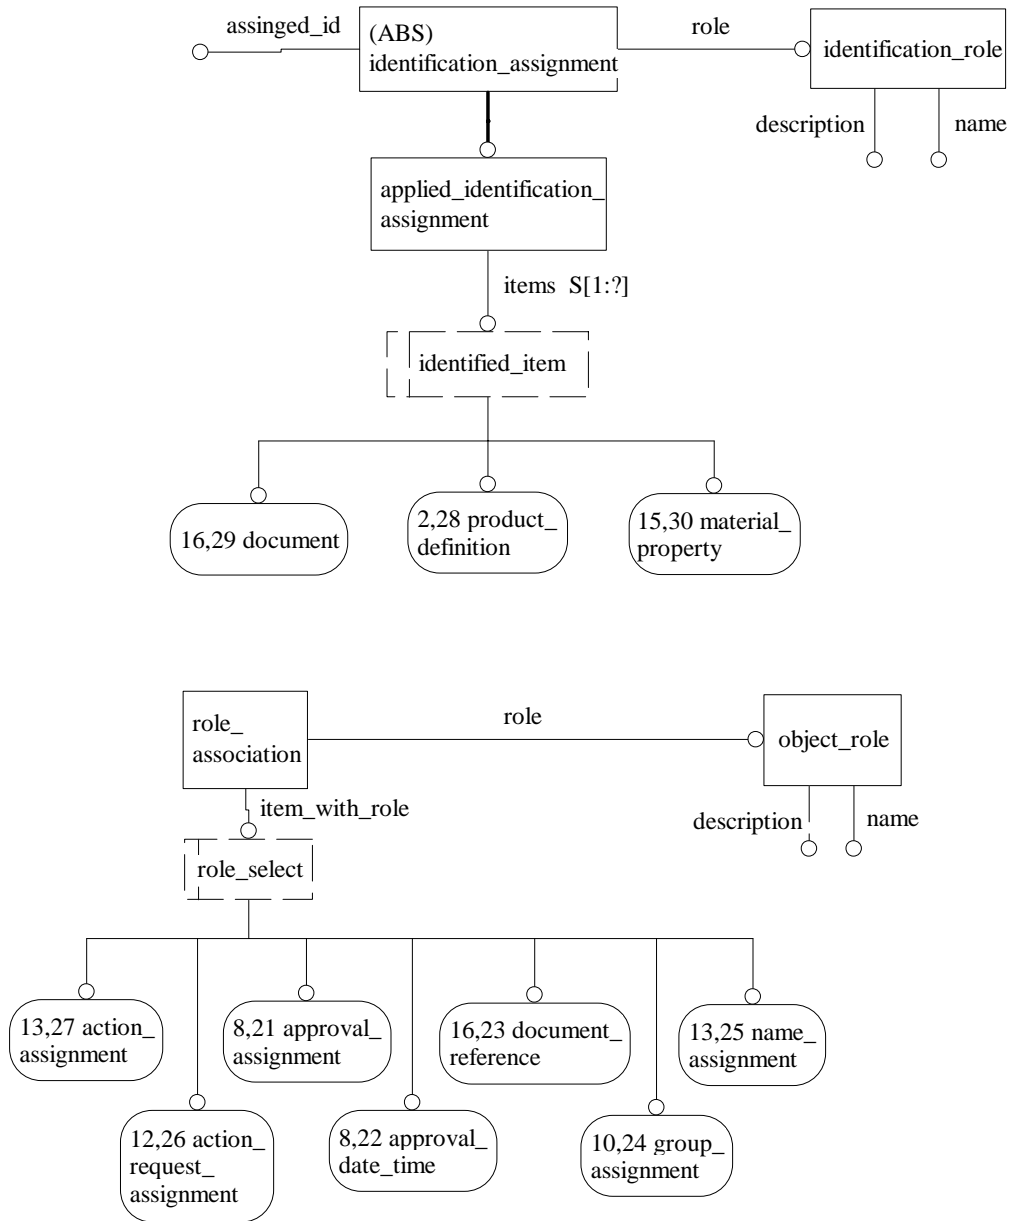 assinged_id
(ABS)
identification_assignment
role
identification_role
description
name
applied_identification_
assignment
items S[1:?]
identified_item
16,29 document
2,28 product_
definition
15,30 material_
property
role_
association
role
object_role
item_with_role
description
name
role_select
13,27 action_
assignment
8,21 approval_
assignment
16,23 document_
reference
13,25 name_
assignment
12,26 action_
request_
assignment
8,22 approval_
date_time
10,24 group_
assignment